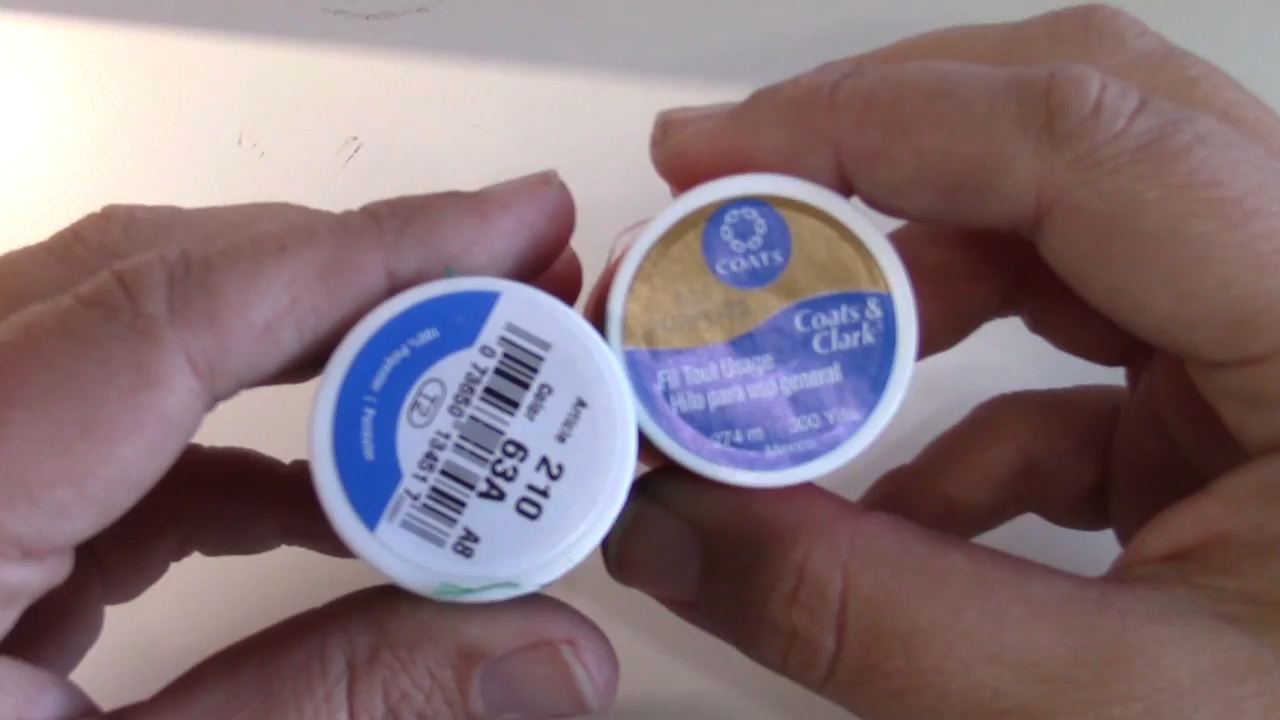 100% Polyester |
T2
0 73650 13451 7
Color 63A
Article 210
A8
COATS
Coats &
Clark
Fil Tout Usage
Hilo para uso general
274 m 300 Yds.